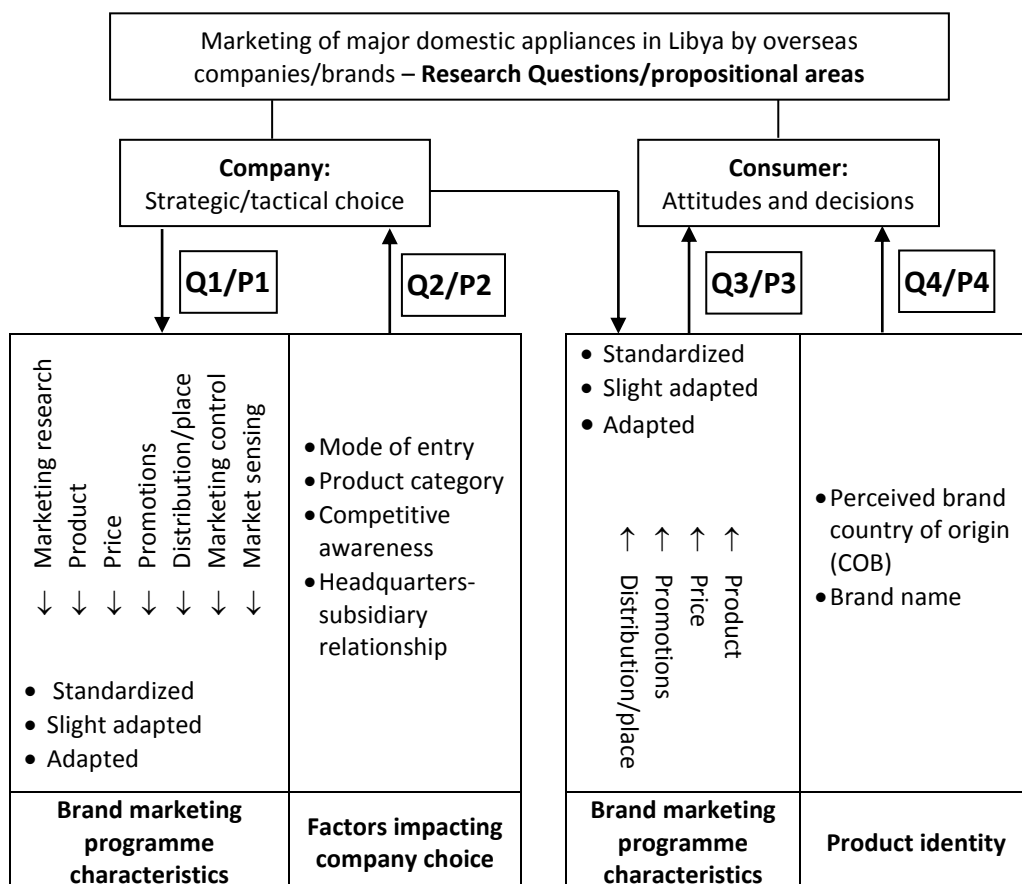 Marketing of major domestic appliances in Libya by overseas
companies/brands – Research Questions/propositional areas
Company:
Strategic/tactical choice
Consumer:
Attitudes and decisions
Q1/P1
Q2/P2
Q3/P3
Q4/P4
← Marketing research
← Product
← Price
← Promotions
← Distribution/place
← Marketing control
← Market sensing
• Standardized
• Slight adapted
• Adapted
• Mode of entry
• Product category
• Competitive
awareness
• Headquarters-
subsidiary
relationship
• Standardized
• Slight adapted
• Adapted
← Distribution/place
← Promotions
← Price
← Product
• Perceived brand
country of origin
(COB)
• Brand name
Brand marketing
programme
characteristics
Factors impacting
company choice
Brand marketing
programme
characteristics
Product identity